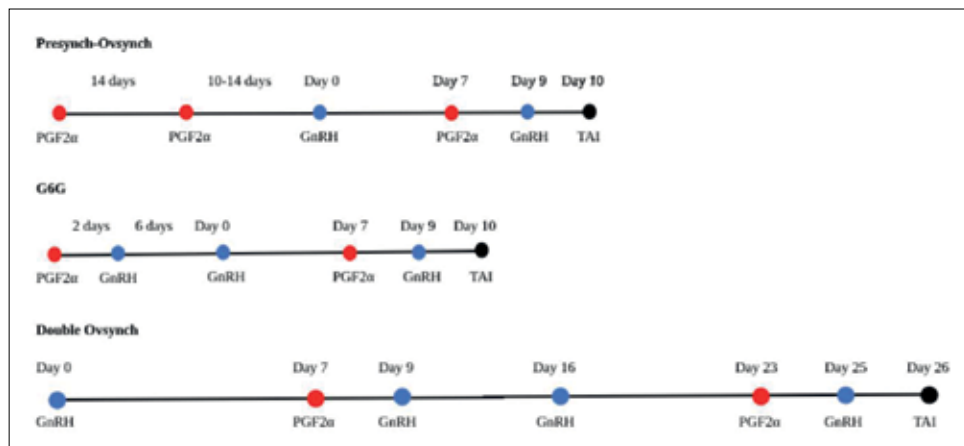 Presynch-Ovsynch
14 days 10-14 days Day 0 Day 7 Day 9 Day 10
PGF2α PGF2α GnRH PGF2α GnRH TAI
G6G
2 days 6 days Day 0 Day 7 Day 9 Day 10
PGF2α GnRH GnRH PGF2α GnRH TAI
Double Ovsynch
Day 0 Day 7 Day 9 Day 16 Day 23 Day 25 Day 26
GnRH PGF2α GnRH GnRH PGF2α GnRH TAI